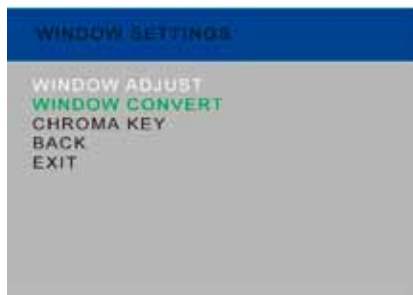 WINDOW SETTINGS
WINDOW ADJUST
WINDOW CONVERT
CHROMA KEY
BACK
EXIT